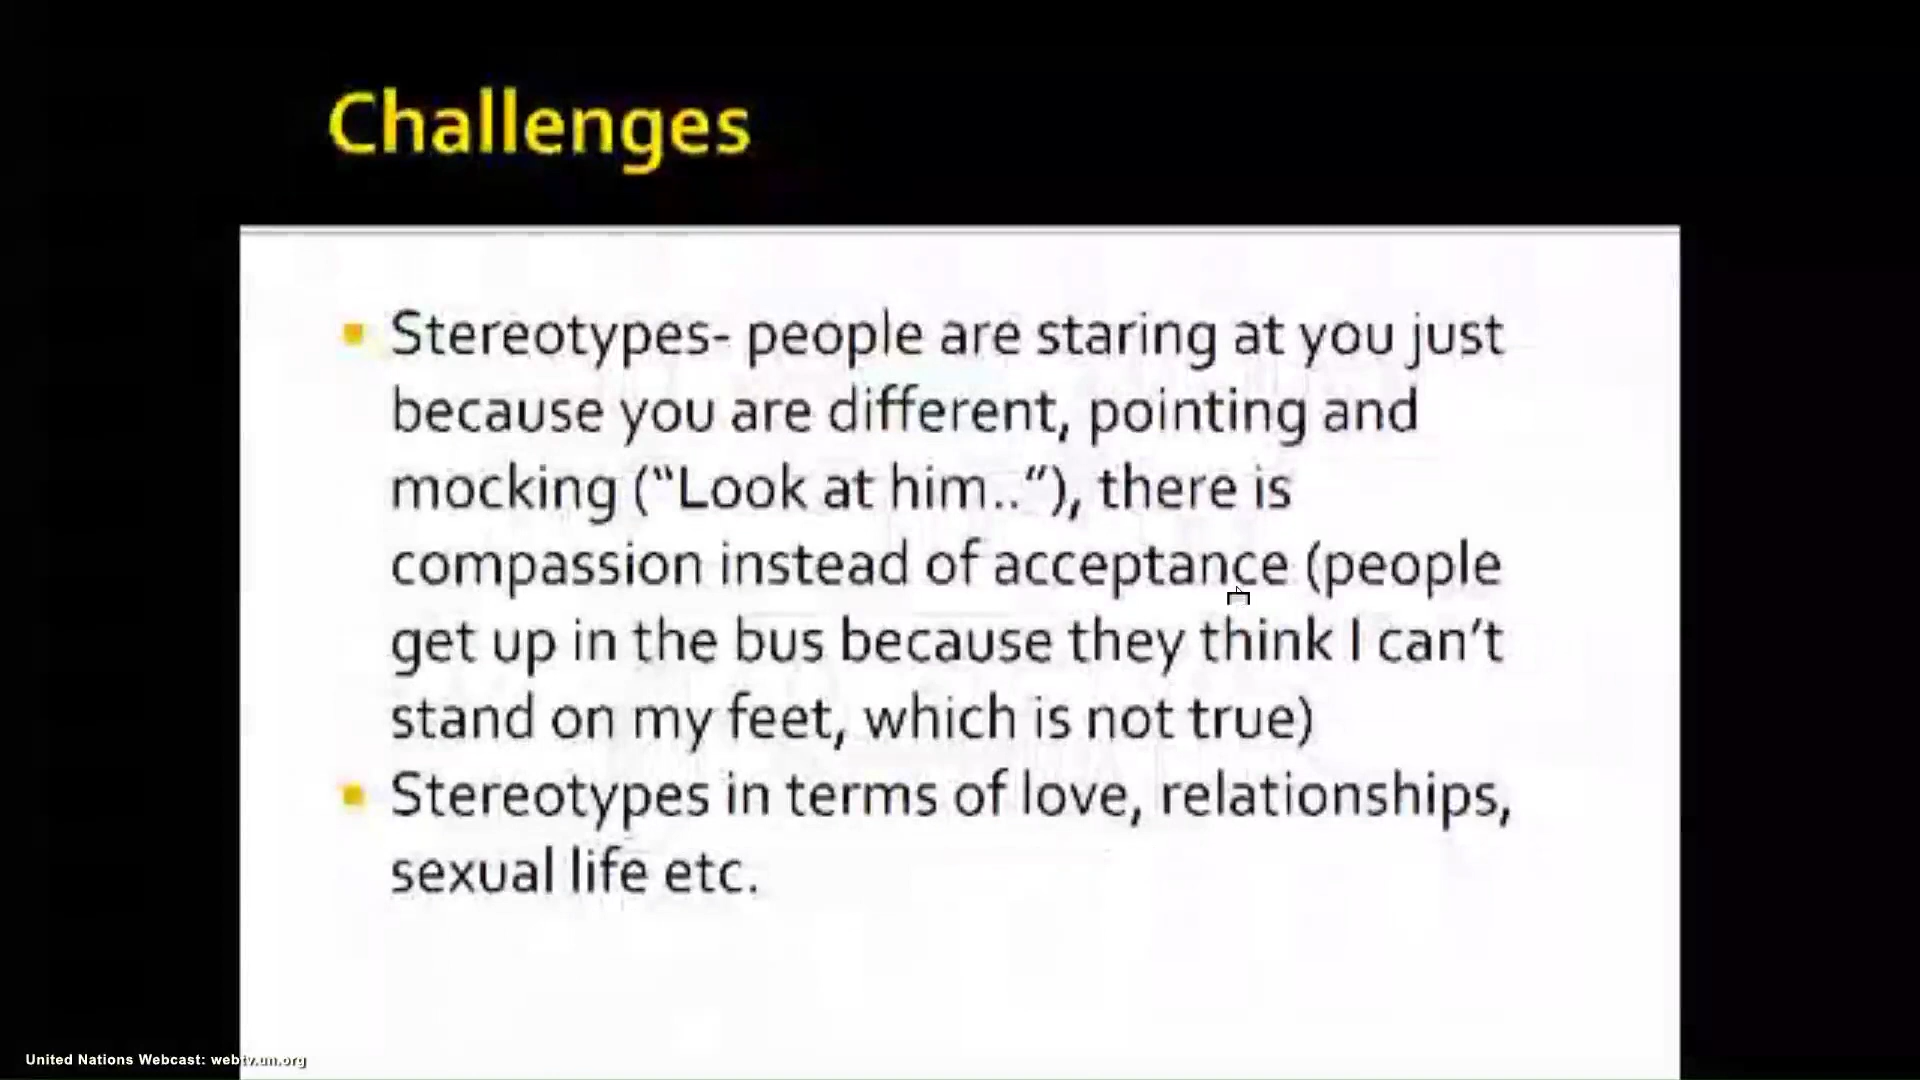 Challenges
Stereotypes- people are staring at you just
because you are different, pointing and
mocking (“Look at him..”), there is
compassion instead of acceptance (people
get up in the bus because they think I can’t
stand on my feet, which is not true)
Stereotypes in terms of love, relationships,
sexual life etc.
United Nations Webcast: webtv.un.org